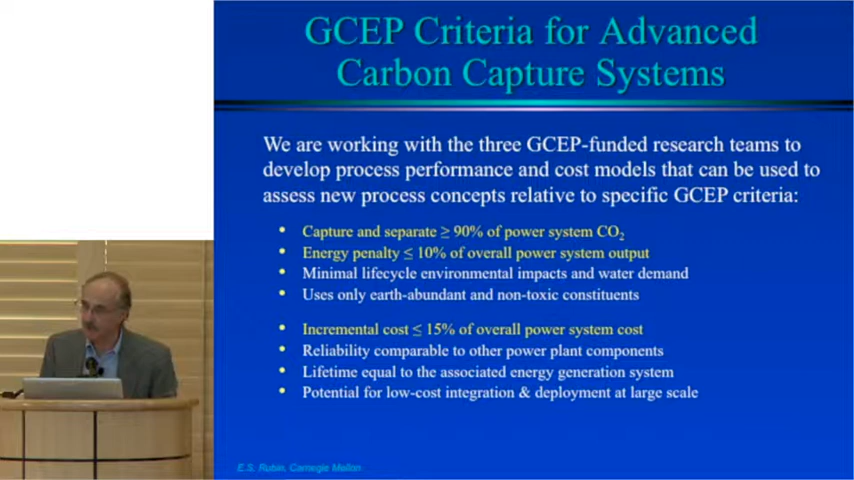 GCEP Criteria for Advanced
Carbon Capture Systems
We are working with the three GCEP-funded research teams to
develop process performance and cost models that can be used to
assess new process concepts relative to specific GCEP criteria:
• Capture and separate ≥ 90% of power system CO₂
• Energy penalty ≤ 10% of overall power system output
• Minimal lifecycle environmental impacts and water demand
• Uses only earth-abundant and non-toxic constituents
• Incremental cost ≤ 15% of overall power system cost
• Reliability comparable to other power plant components
• Lifetime equal to the associated energy generation system
• Potential for low-cost integration & deployment at large scale
E.S. Rubin, Carnegie Mellon